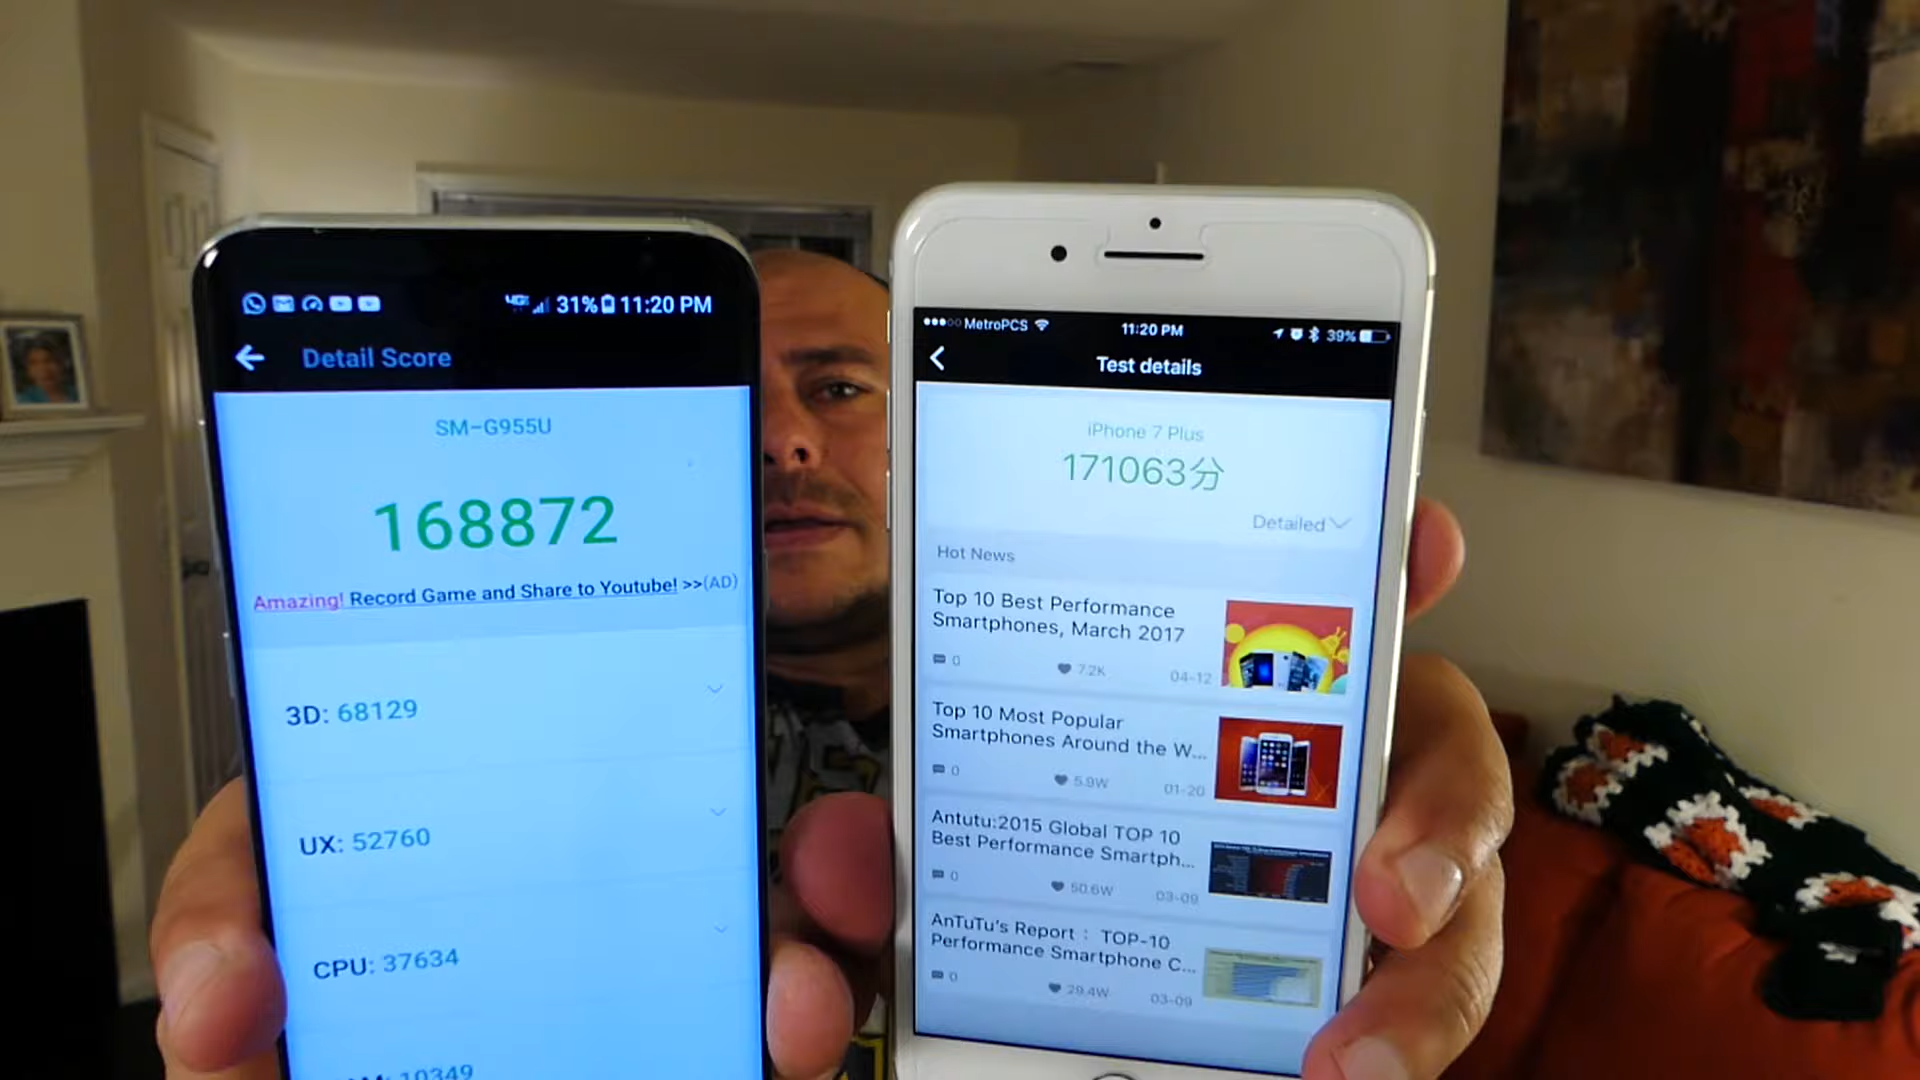 31% 11:20 PM
Detail Score
SM-G955U
168872
Amazing! Record Game and Share to Youtube! >>(AD)
3D: 68129
UX: 52760
CPU: 37634
10349
MetroPCS 11:20 PM 39%
Test details
iPhone 7 Plus
171063分
Detailed
Hot News
Top 10 Best Performance
Smartphones, March 2017
0 7.2K 04-12
Top 10 Most Popular
Smartphones Around the W...
0 5.9W 01-20
Antutu:2015 Global TOP 10
Best Performance Smartph...
0 50.6W 03-09
AnTuTu's Report : TOP-10
Performance Smartphone C...
0 29.4W 03-09